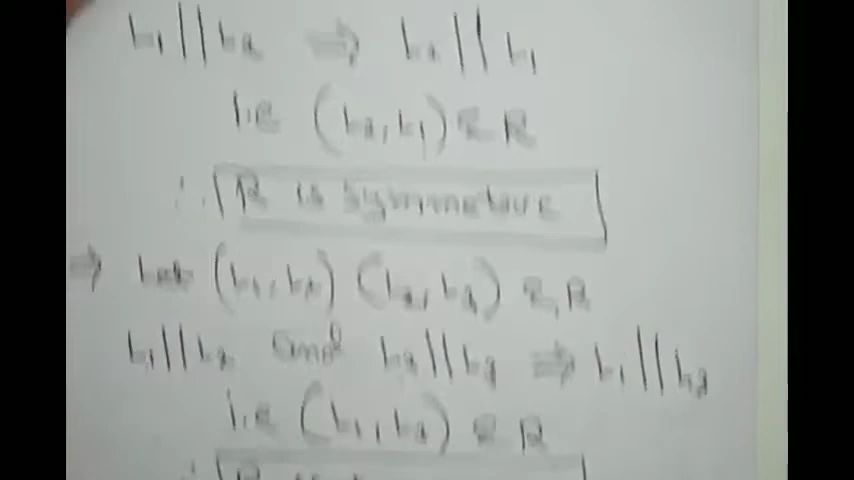 L₁ || L₂ ⇒ L₂ || L₁
i.e (L₂, L₁) ∈ R
∴ R is Symmetric
⇒ Let (L₁, L₂) (L₂, L₃) ∈ R
L₁ || L₂ and L₂ || L₃ ⇒ L₁ || L₃
i.e (L₁, L₃) ∈ R
∴ R